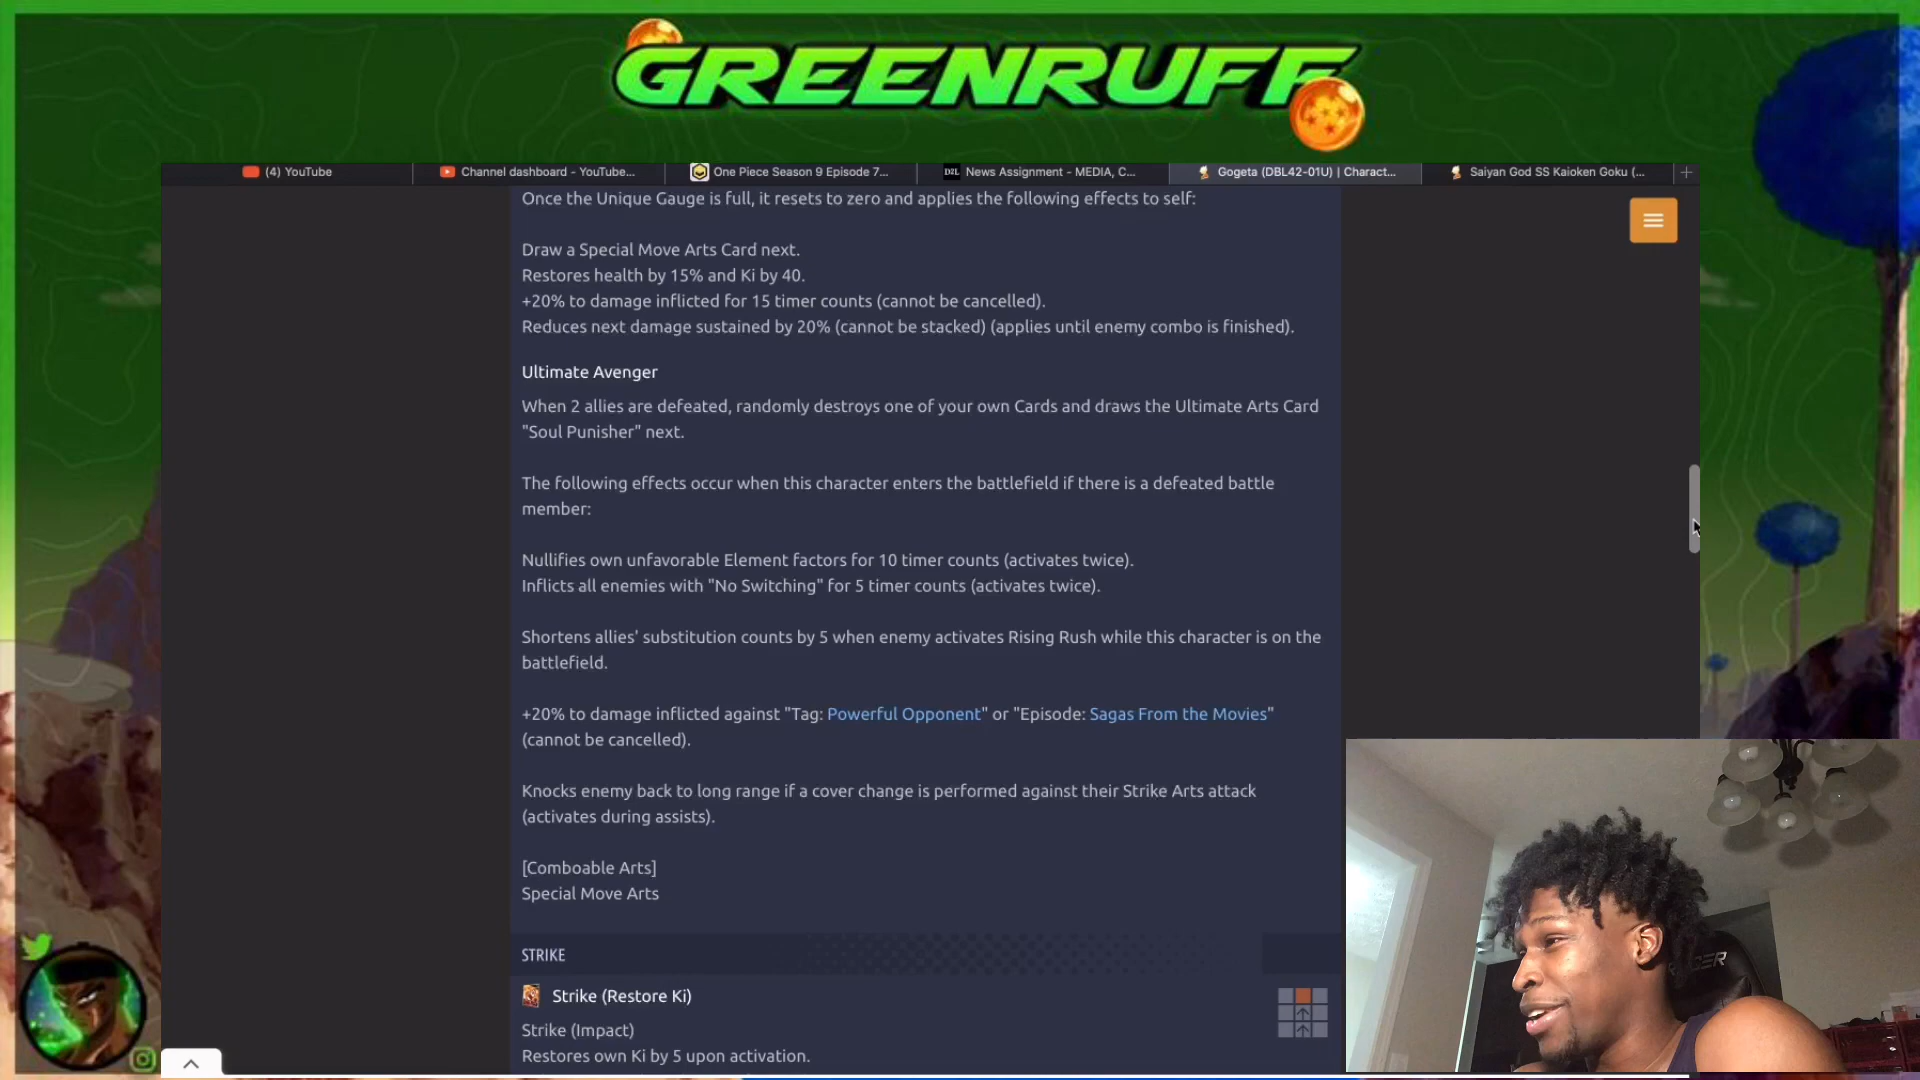 GREENRUFF
(4) YouTube
Channel dashboard - YouTube...
One Piece Season 9 Episode 7...
D2L
News Assignment - MEDIA, C...
Gogeta (DBL42-01U) | Charact...
Saiyan God SS Kaioken Goku (...
Once the Unique Gauge is full, it resets to zero and applies the following effects to self:
Draw a Special Move Arts Card next.
Restores health by 15% and Ki by 40.
+20% to damage inflicted for 15 timer counts (cannot be cancelled).
Reduces next damage sustained by 20% (cannot be stacked) (applies until enemy combo is finished).
Ultimate Avenger
When 2 allies are defeated, randomly destroys one of your own Cards and draws the Ultimate Arts Card
"Soul Punisher" next.
The following effects occur when this character enters the battlefield if there is a defeated battle
member:
Nullifies own unfavorable Element factors for 10 timer counts (activates twice).
Inflicts all enemies with "No Switching" for 5 timer counts (activates twice).
Shortens allies' substitution counts by 5 when enemy activates Rising Rush while this character is on the
battlefield.
+20% to damage inflicted against "Tag: Powerful Opponent" or "Episode: Sagas From the Movies"
(cannot be cancelled).
Knocks enemy back to long range if a cover change is performed against their Strike Arts attack
(activates during assists).
[Comboable Arts]
Special Move Arts
STRIKE
Strike (Restore Ki)
Strike (Impact)
Restores own Ki by 5 upon activation.